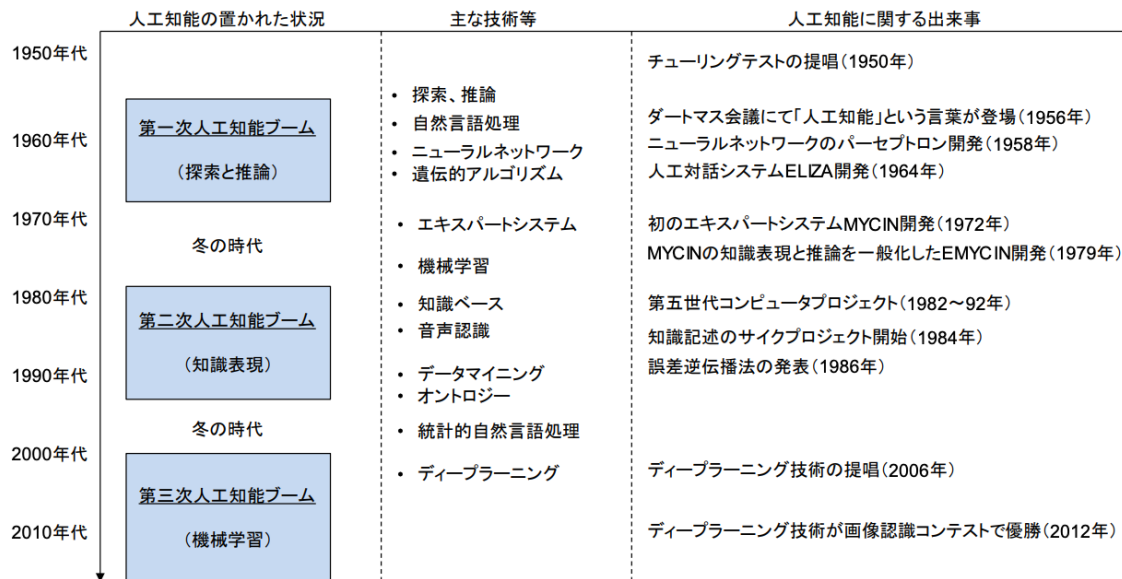 人工知能の置かれた状況 主な技術等 人工知能に関する出来事
1950年代
チューリングテストの提唱(1950年)
• 探索、推論
第一次人工知能ブーム
ダートマス会議にて「人工知能」という言葉が登場(1956年)
• 自然言語処理
1960年代
• ニューラルネットワーク
ニューラルネットワークのパーセプトロン開発(1958年)
(探索と推論)
• 遺伝的アルゴリズム
人工対話システムELIZA開発(1964年)
1970年代
• エキスパートシステム
初のエキスパートシステムMYCIN開発(1972年)
冬の時代
MYCINの知識表現と推論を一般化したEMYCIN開発(1979年)
• 機械学習
1980年代
• 知識ベース
第五世代コンピュータプロジェクト(1982～92年)
第二次人工知能ブーム
• 音声認識
知識記述のサイクプロジェクト開始(1984年)
(知識表現)
誤差逆伝播法の発表(1986年)
1990年代
• データマイニング
• オントロジー
冬の時代
• 統計的自然言語処理
2000年代
• ディープラーニング
ディープラーニング技術の提唱(2006年)
第三次人工知能ブーム
2010年代
(機械学習)
ディープラーニング技術が画像認識コンテストで優勝(2012年)